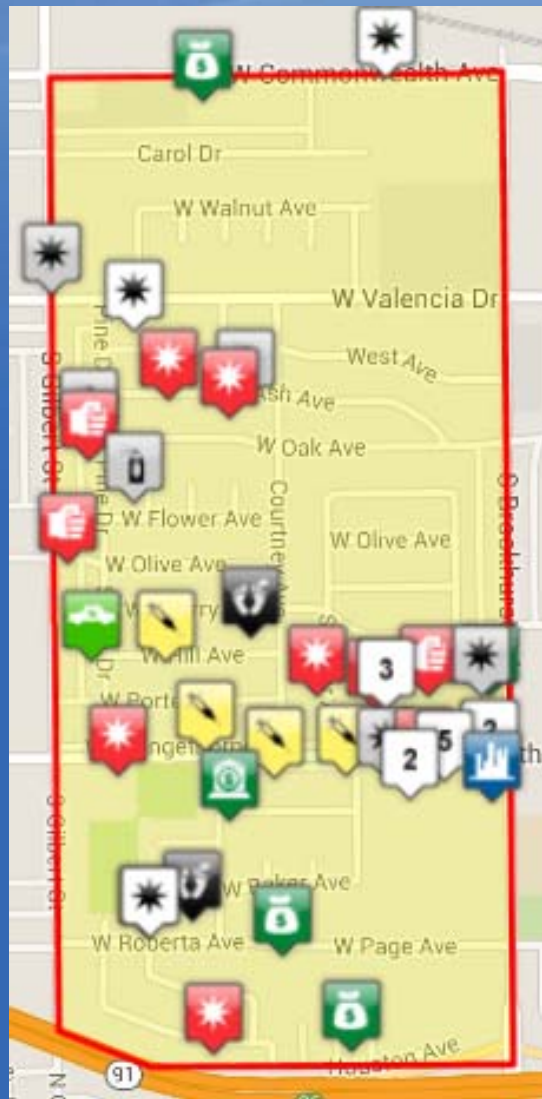 W Commonwealth Ave
Carol Dr
W Walnut Ave
W Valencia Dr
West Ave
Ash Ave
W Oak Ave
S Gilbert St
W Flower Ave
Courtney Ave
W Olive Ave
W Olive Ave
W Hill Ave
3
5
2
W Baker Ave
S Gilbert St
W Roberta Ave
W Page Ave
Houston Ave
91